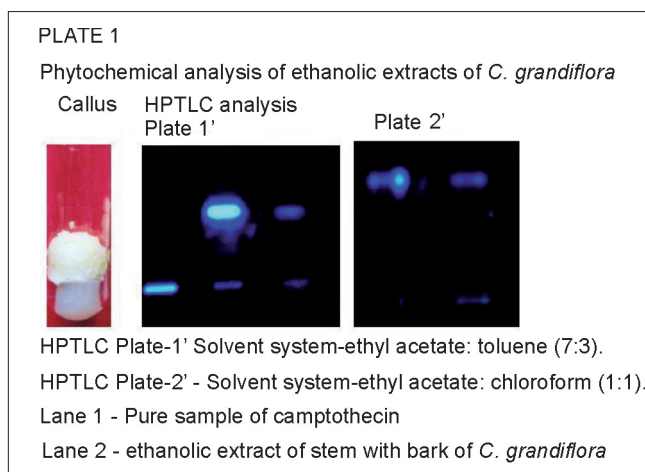 PLATE 1
Phytochemical analysis of ethanolic extracts of C. grandiflora
Callus
HPTLC analysis
Plate 1'
Plate 2'
HPTLC Plate-1' Solvent system-ethyl acetate: toluene (7:3).
HPTLC Plate-2' - Solvent system-ethyl acetate: chloroform (1:1).
Lane 1 - Pure sample of camptothecin
Lane 2 - ethanolic extract of stem with bark of C. grandiflora